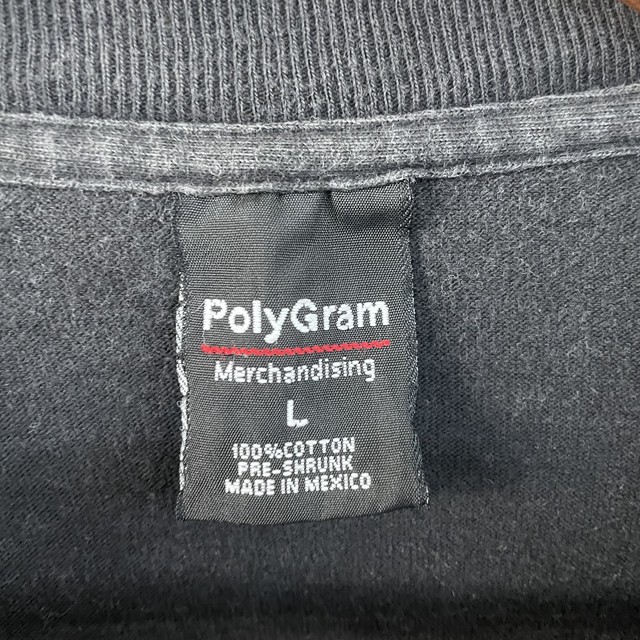 PolyGram
Merchandising
L
100%COTTON
PRE-SHRUNK
MADE IN MEXICO